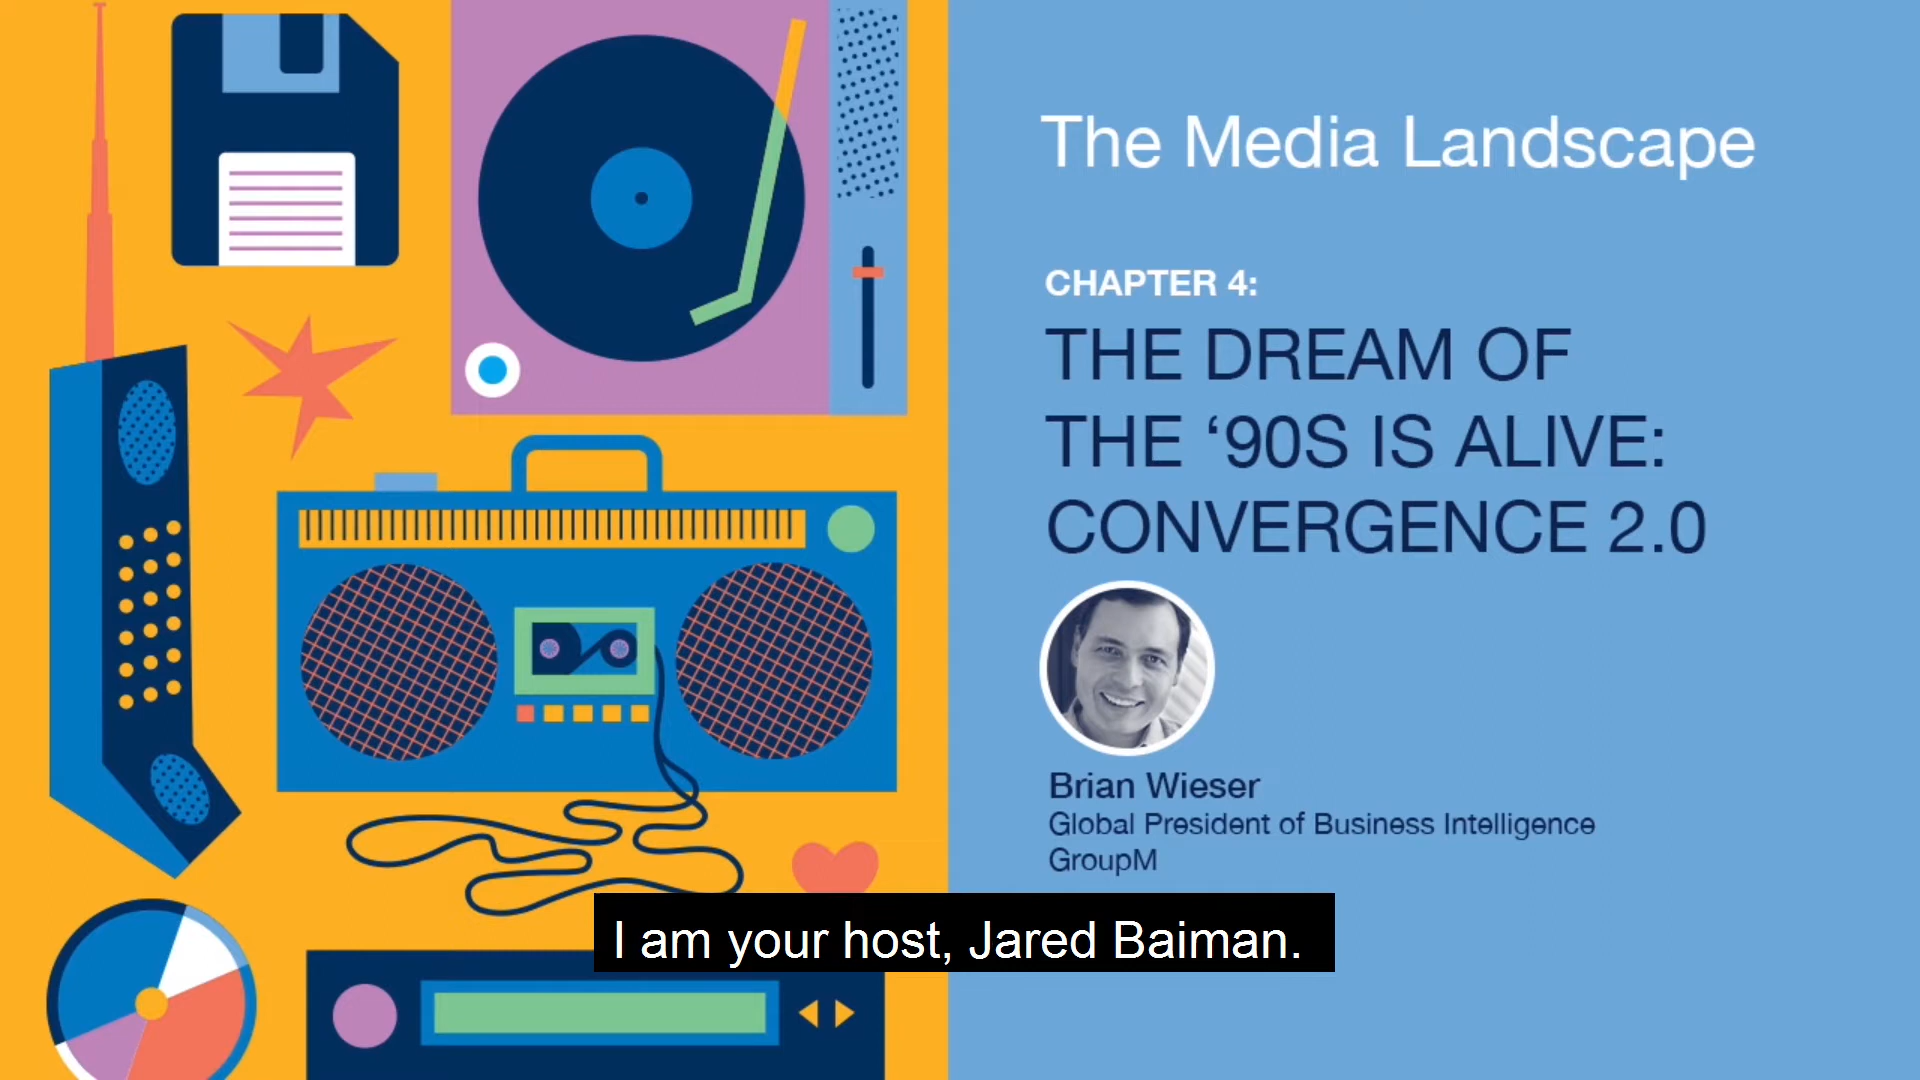 The Media Landscape
CHAPTER 4:
THE DREAM OF
THE ‘90S IS ALIVE:
CONVERGENCE 2.0
Brian Wieser
Global President of Business Intelligence
GroupM
I am your host, Jared Baiman.